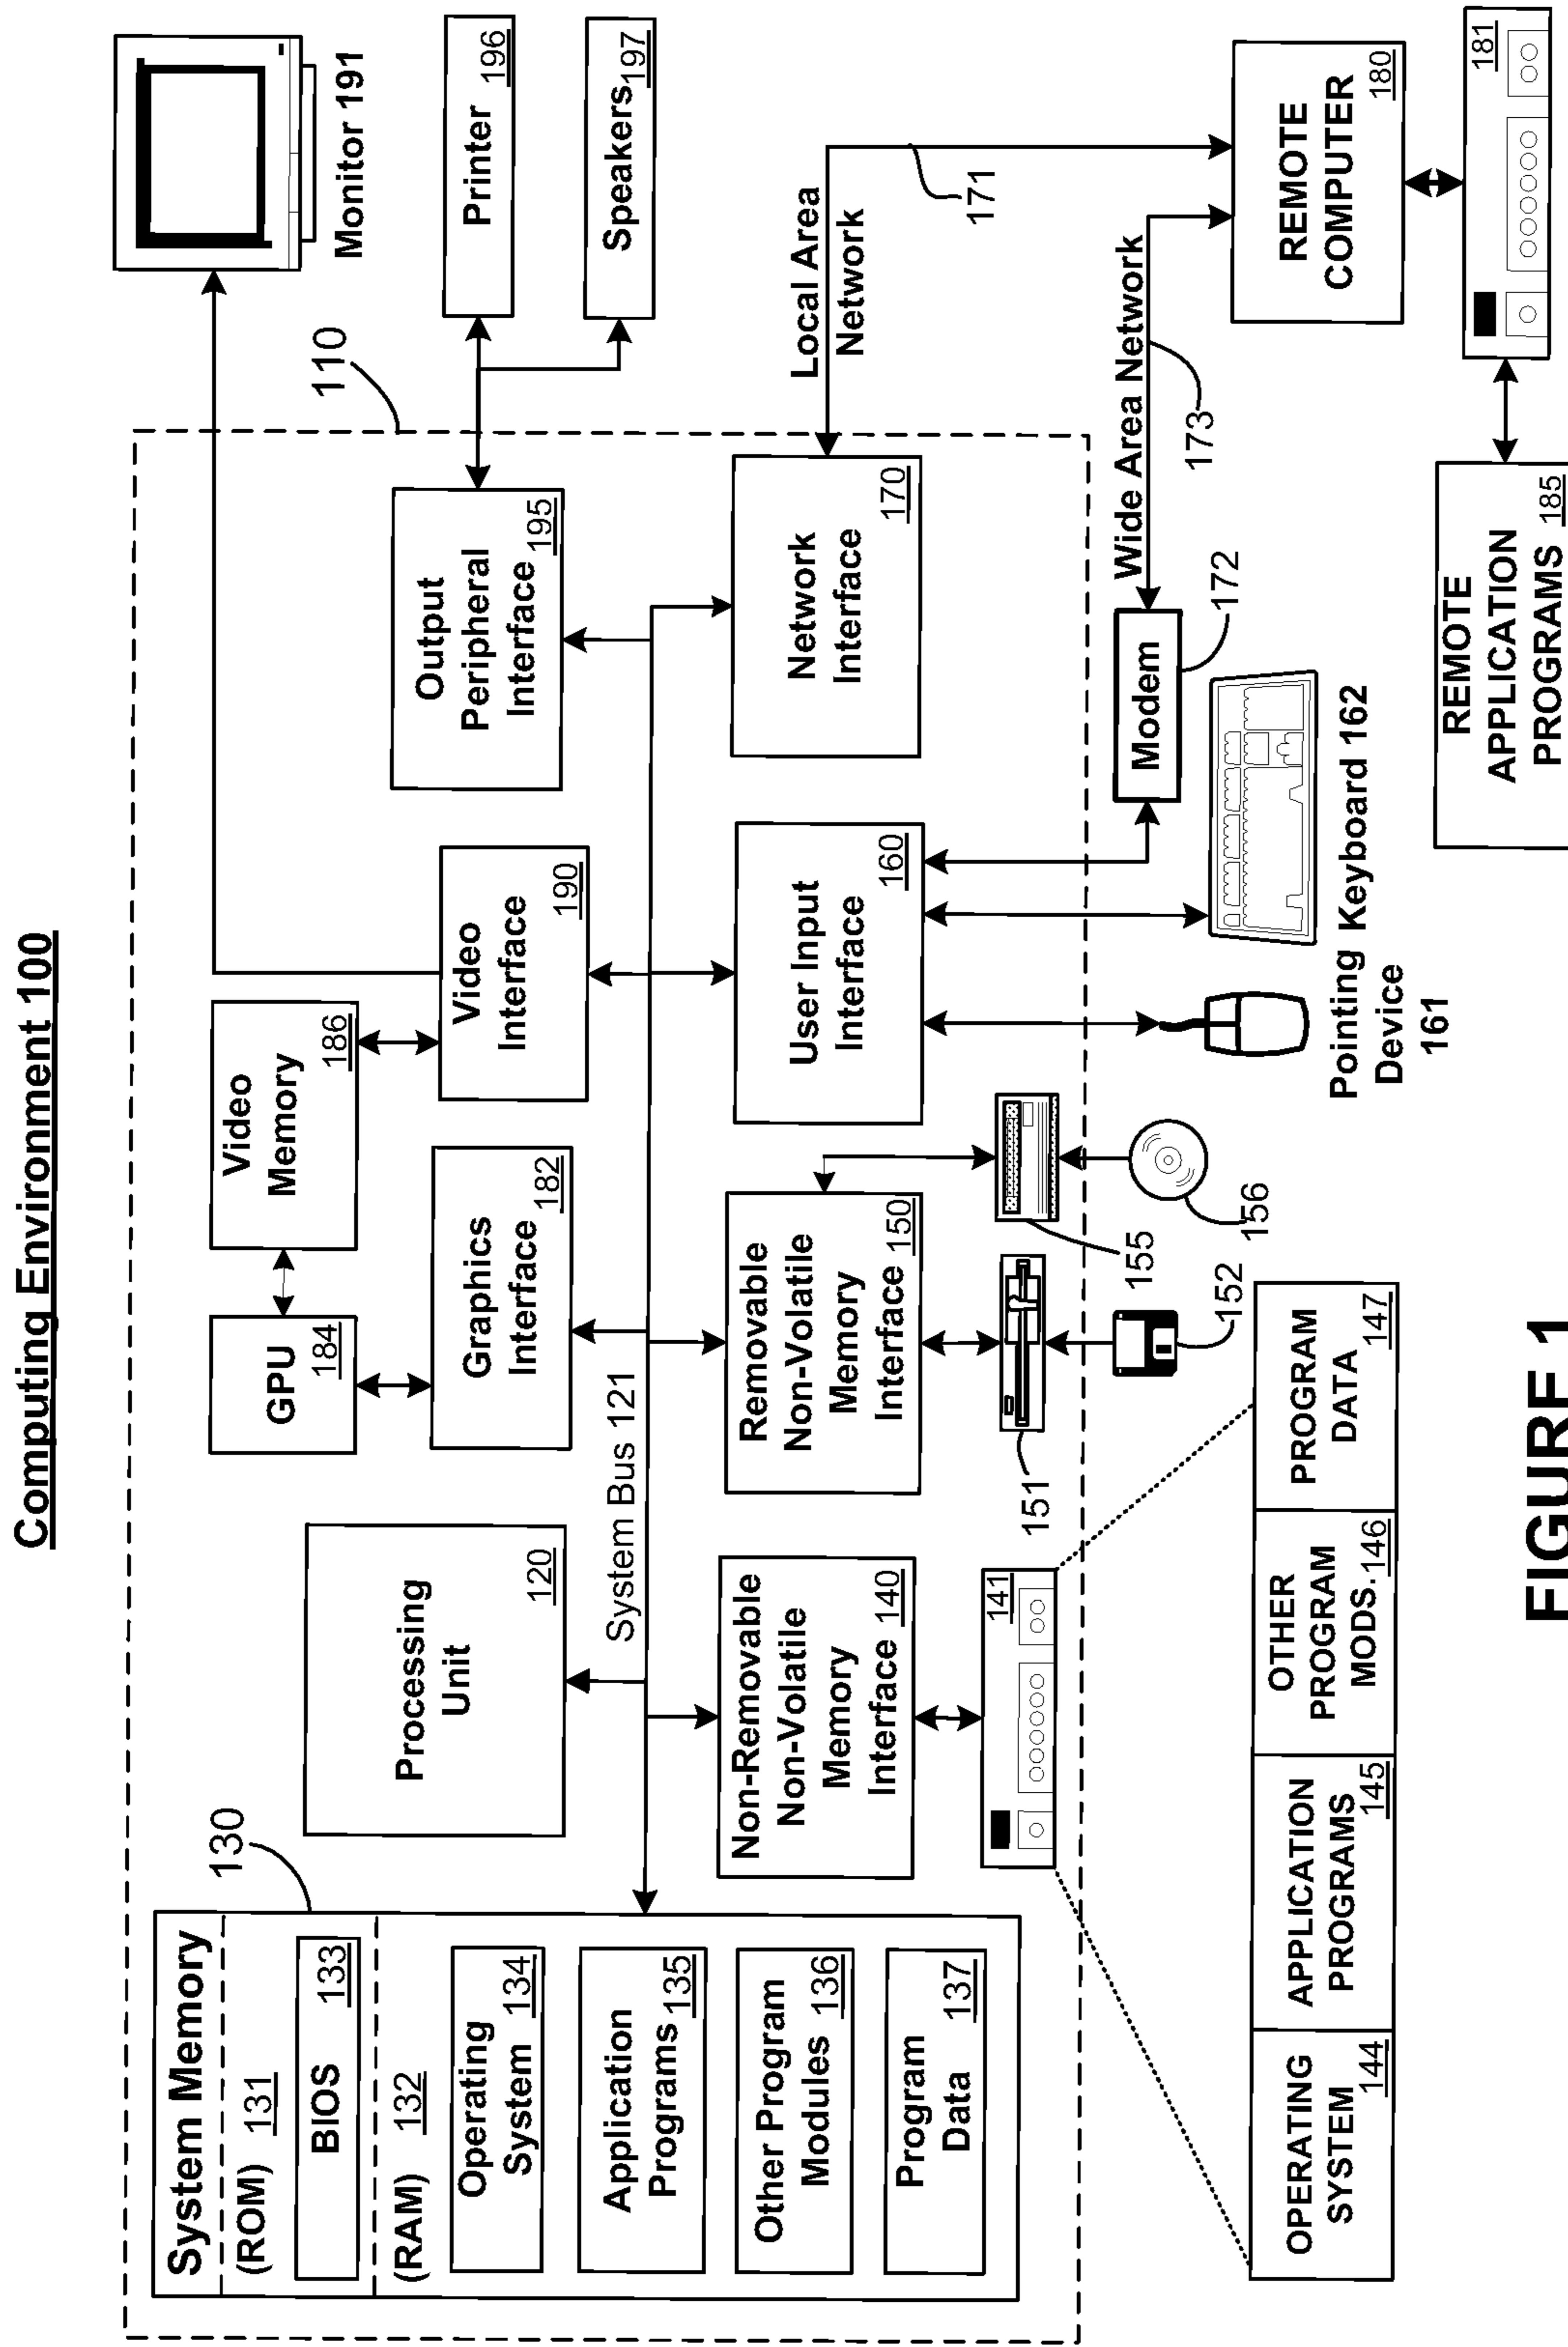 Computing Environment 100
System Memory
(ROM) 131
BIOS 133
(RAM) 132
Operating
System 134
Application
Programs 135
Other Program
Modules 136
Program
Data 137
130
Processing
Unit
120
System Bus 121
GPU
184
Video
Memory
186
Graphics
Interface
182
Video
Interface
190
Output
Peripheral
Interface 195
110
Monitor 191
Printer 196
Speakers 197
Non-Removable
Non-Volatile
Memory
Interface 140
Removable
Non-Volatile
Memory
Interface 150
User Input
Interface
160
Network
Interface
170
Local Area
Network
171
141
151
155
152
156
Pointing
Device
161
Keyboard 162
Modem
172
Wide Area Network
173
REMOTE
COMPUTER
180
181
REMOTE
APPLICATION
PROGRAMS 185
OPERATING
SYSTEM 144
APPLICATION
PROGRAMS 145
OTHER
PROGRAM
MODS. 146
PROGRAM
DATA 147
FIGURE 1